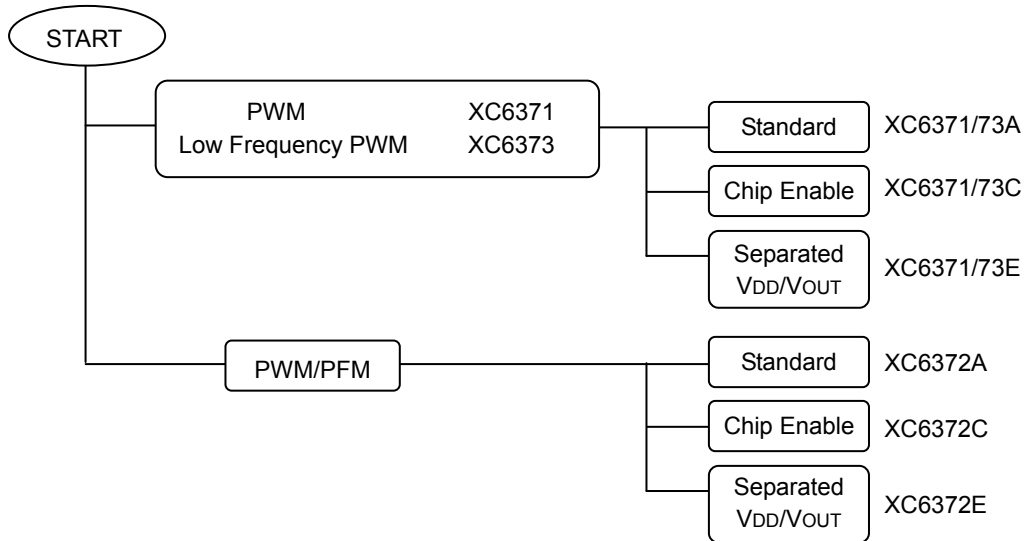 START
PWM XC6371
Low Frequency PWM XC6373
Standard XC6371/73A
Chip Enable XC6371/73C
Separated
VDD/VOUT
XC6371/73E
PWM/PFM
Standard XC6372A
Chip Enable XC6372C
Separated
VDD/VOUT
XC6372E